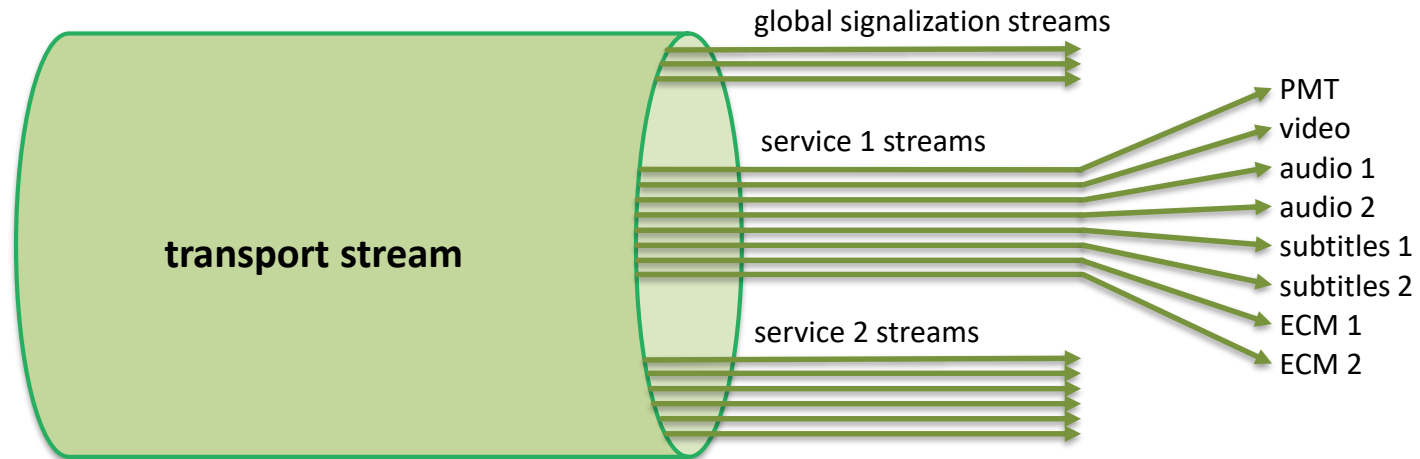 global signalization streams
PMT
video
service 1 streams
audio 1
audio 2
transport stream
subtitles 1
subtitles 2
ECM 1
service 2 streams
ECM 2